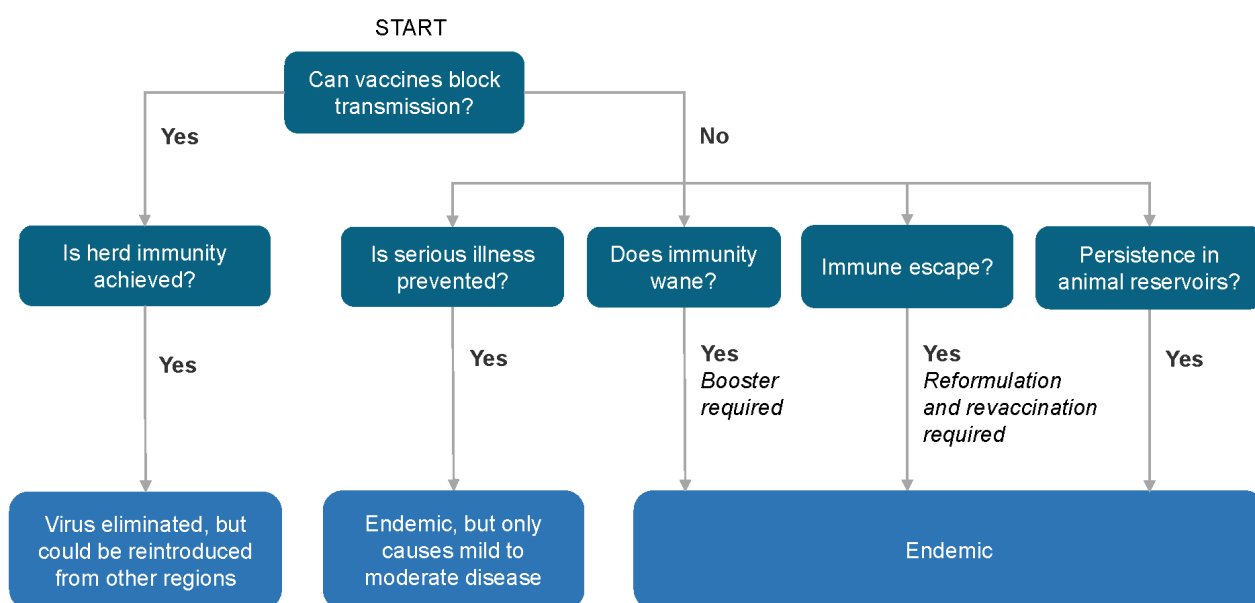 START
Can vaccines block
transmission?
Yes
No
Is herd immunity
achieved?
Is serious illness
prevented?
Does immunity
wane?
Immune escape?
Persistence in
animal reservoirs?
Yes
Yes
Yes
Booster
required
Yes
Reformulation
and revaccination
required
Yes
Virus eliminated, but
could be reintroduced
from other regions
Endemic, but only
causes mild to
moderate disease
Endemic